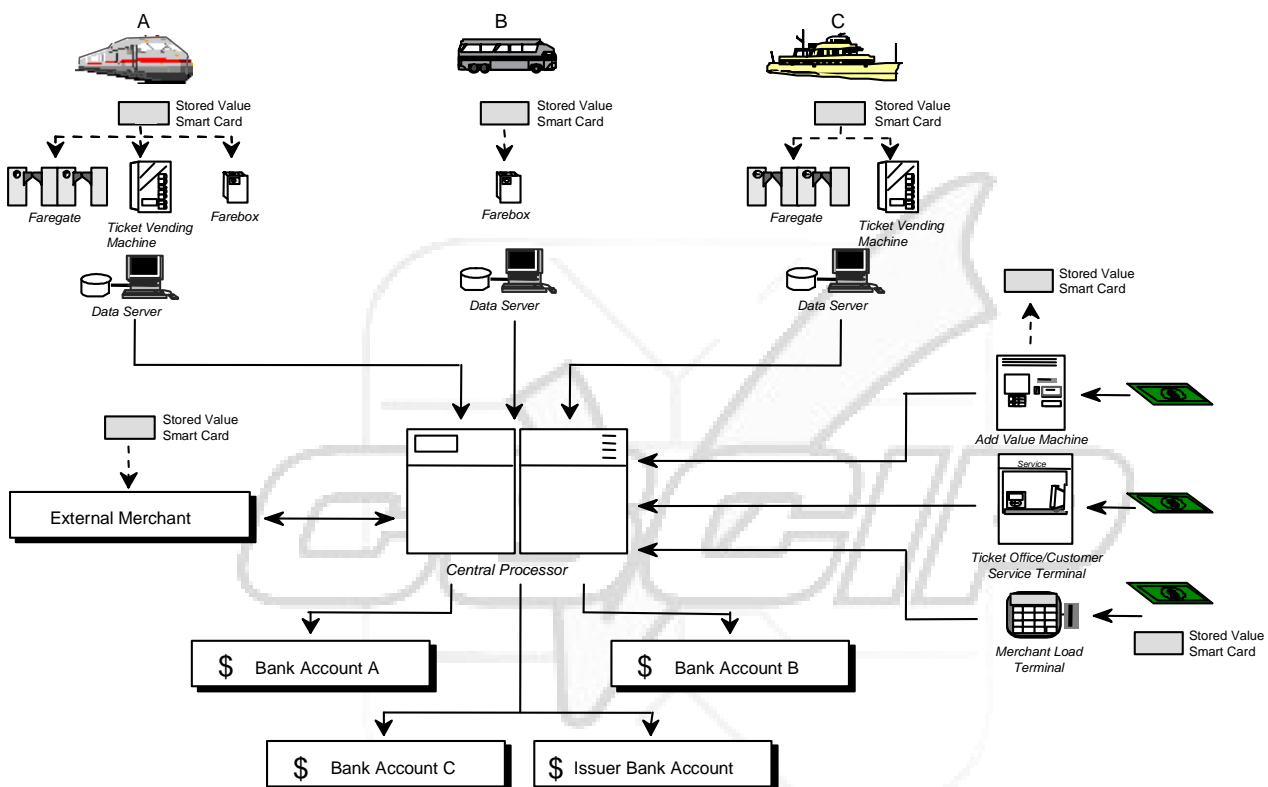 A
B
C
Stored Value
Smart Card
Stored Value
Smart Card
Stored Value
Smart Card
Faregate
Ticket Vending
Machine
Farebox
Farebox
Faregate
Ticket Vending
Machine
Data Server
Data Server
Data Server
Stored Value
Smart Card
Stored Value
Smart Card
Add Value Machine
External Merchant
Service
Central Processor
Ticket Office/Customer
Service Terminal
$ Bank Account A
$ Bank Account B
Merchant Load
Terminal
Stored Value
Smart Card
$ Bank Account C
$ Issuer Bank Account